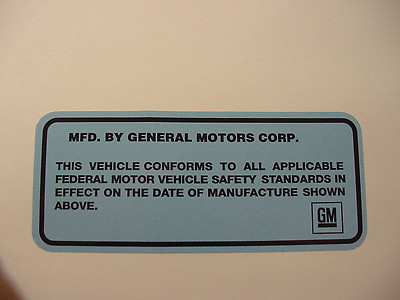 MFD. BY GENERAL MOTORS CORP.
THIS VEHICLE CONFORMS TO ALL APPLICABLE
FEDERAL MOTOR VEHICLE SAFETY STANDARDS IN
EFFECT ON THE DATE OF MANUFACTURE SHOWN
ABOVE.
GM